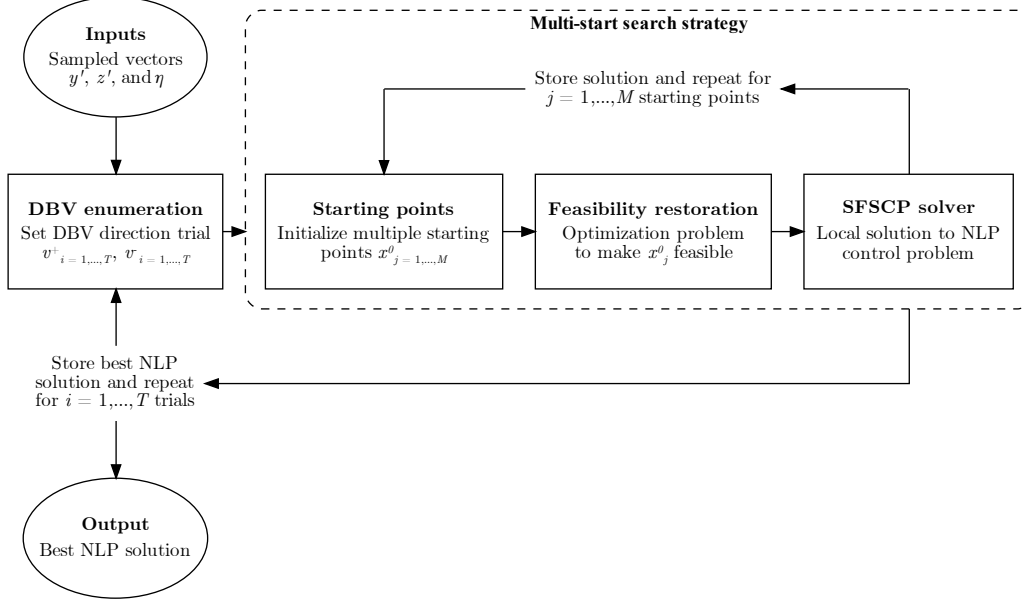 Inputs
Sampled vectors
y′, z′, and η
Multi-start search strategy
Store solution and repeat for
j = 1,...,M starting points
DBV enumeration
Set DBV direction trial
v⁺ᵢ ₌ ₁,...,T, v⁻ᵢ ₌ ₁,...,T
Starting points
Initialize multiple starting
points x⁰ⱼ ₌ ₁,...,M
Feasibility restoration
Optimization problem
to make x⁰ⱼ feasible
SFSCP solver
Local solution to NLP
control problem
Store best NLP
solution and repeat
for i = 1,...,T trials
Output
Best NLP solution